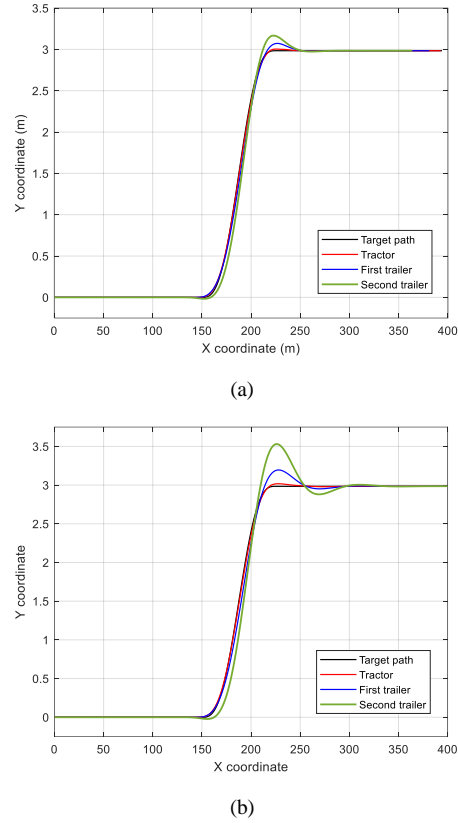 3.5
3
2.5
2
1.5
1
0.5
0
Y coordinate (m)
Target path
Tractor
First trailer
Second trailer
0 50 100 150 200 250 300 350 400
X coordinate (m)
(a)
3.5
3
2.5
2
1.5
1
0.5
0
Y coordinate
Target path
Tractor
First trailer
Second trailer
0 50 100 150 200 250 300 350 400
X coordinate
(b)